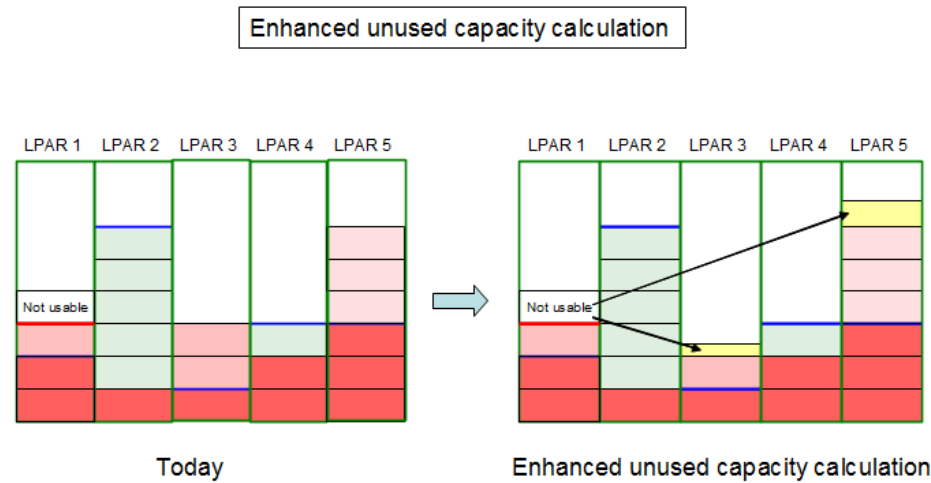 Enhanced unused capacity calculation
LPAR 1 LPAR 2 LPAR 3 LPAR 4 LPAR 5
Not usable
Today
LPAR 1 LPAR 2 LPAR 3 LPAR 4 LPAR 5
Not usable
Enhanced unused capacity calculation